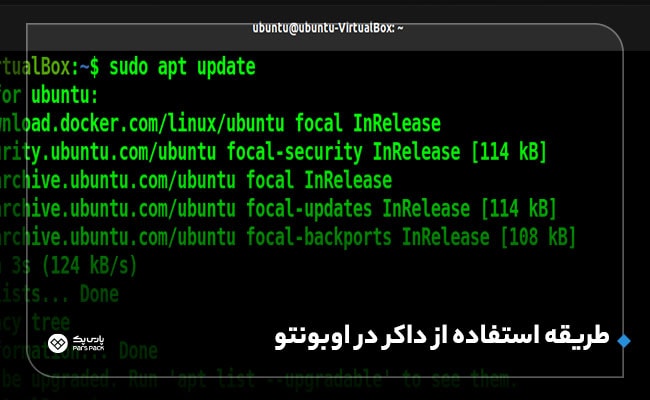 ubuntu@ubuntu-VirtualBox: ~
rtualBox:~$ sudo apt update
for ubuntu:
wnload.docker.com/linux/ubuntu focal InRelease
urity.ubuntu.com/ubuntu focal-security InRelease [114 kB]
archive.ubuntu.com/ubuntu focal InRelease
archive.ubuntu.com/ubuntu focal-updates InRelease [114 kB]
archive.ubuntu.com/ubuntu focal-backports InRelease [108 kB]
n 3s (124 kB/s)
lists... Done
ncy tree
formation... Done
be upgraded. Run 'apt list --upgradable' to see them.
طریقه استفاده از داکر در اوبونتو
پارس پک
PARS PACK